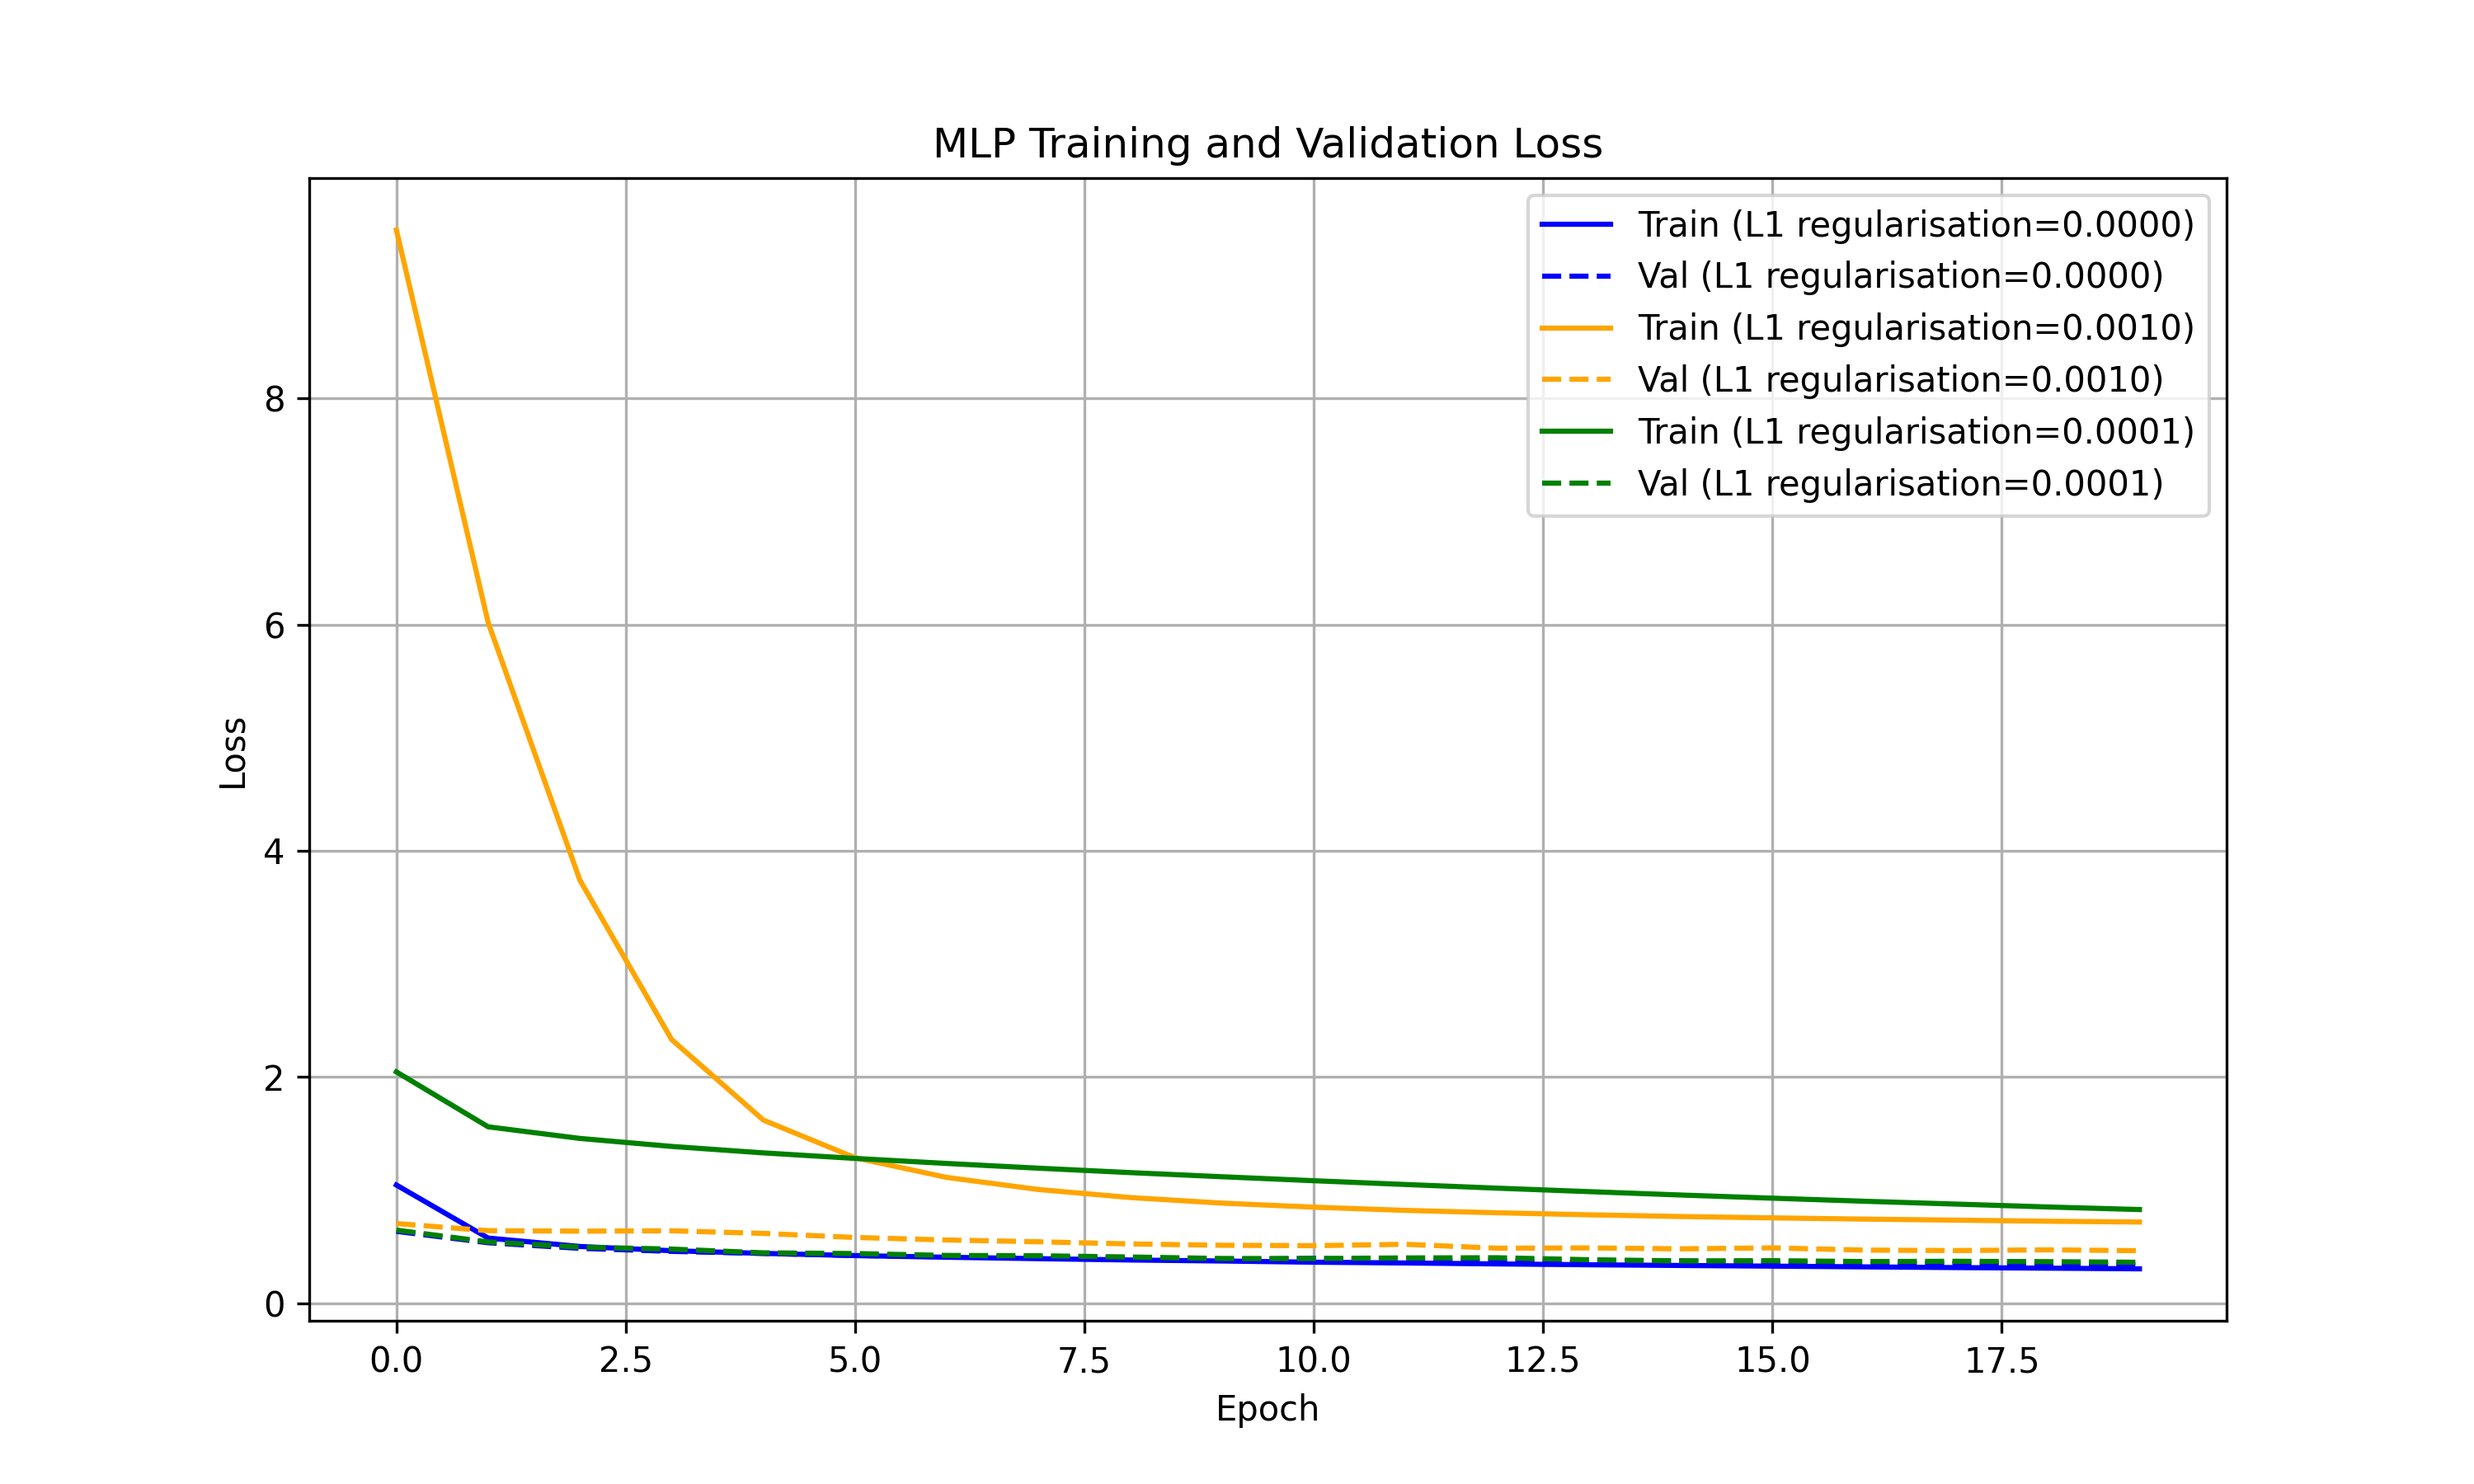 MLP Training and Validation Loss
Train (L1 regularisation=0.0000)
Val (L1 regularisation=0.0000)
Train (L1 regularisation=0.0010)
Val (L1 regularisation=0.0010)
Train (L1 regularisation=0.0001)
Val (L1 regularisation=0.0001)
8
6
4
2
0
Loss
0.0 2.5 5.0 7.5 10.0 12.5 15.0 17.5
Epoch